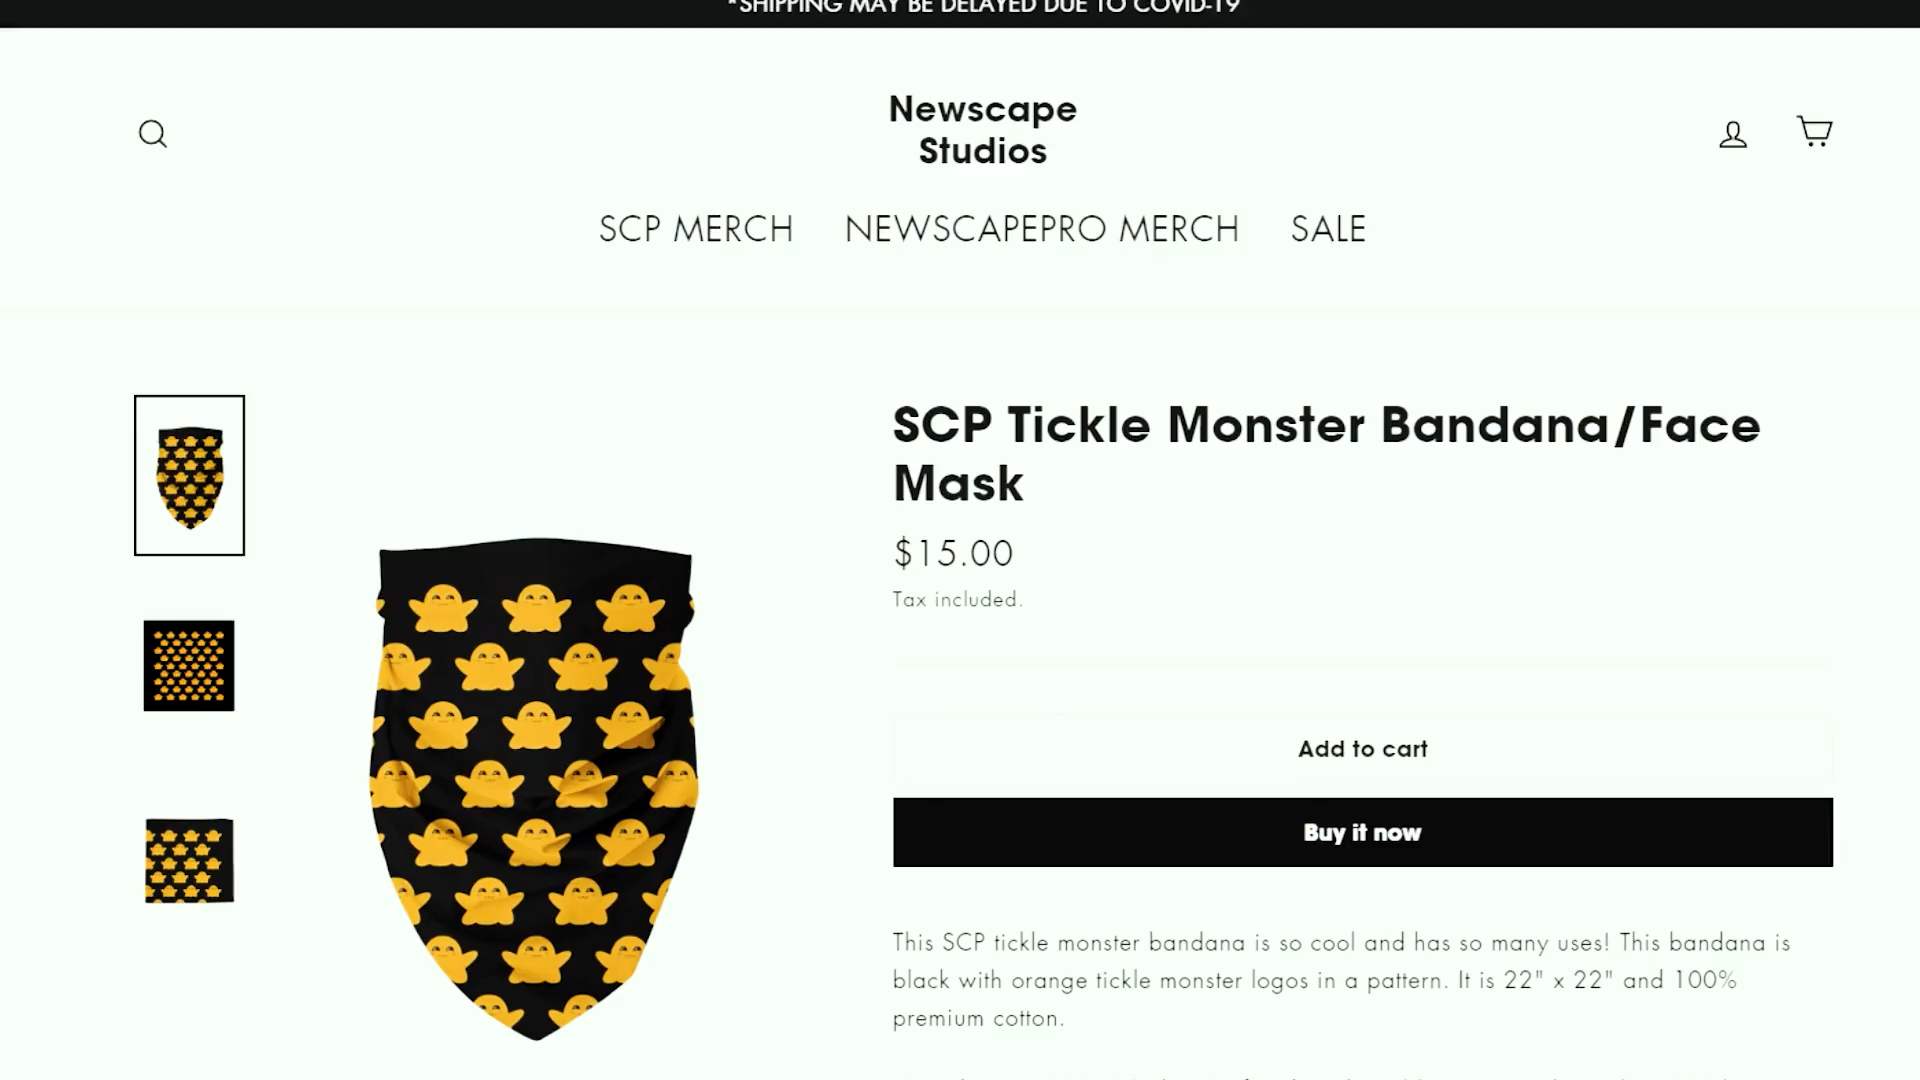 *SHIPPING MAY BE DELAYED DUE TO COVID-19
Newscape
Studios
SCP MERCH NEWSCAPEPRO MERCH SALE
SCP Tickle Monster Bandana/Face
Mask
$15.00
Tax included.
Add to cart
Buy it now
This SCP tickle monster bandana is so cool and has so many uses! This bandana is
black with orange tickle monster logos in a pattern. It is 22" x 22" and 100%
premium cotton.